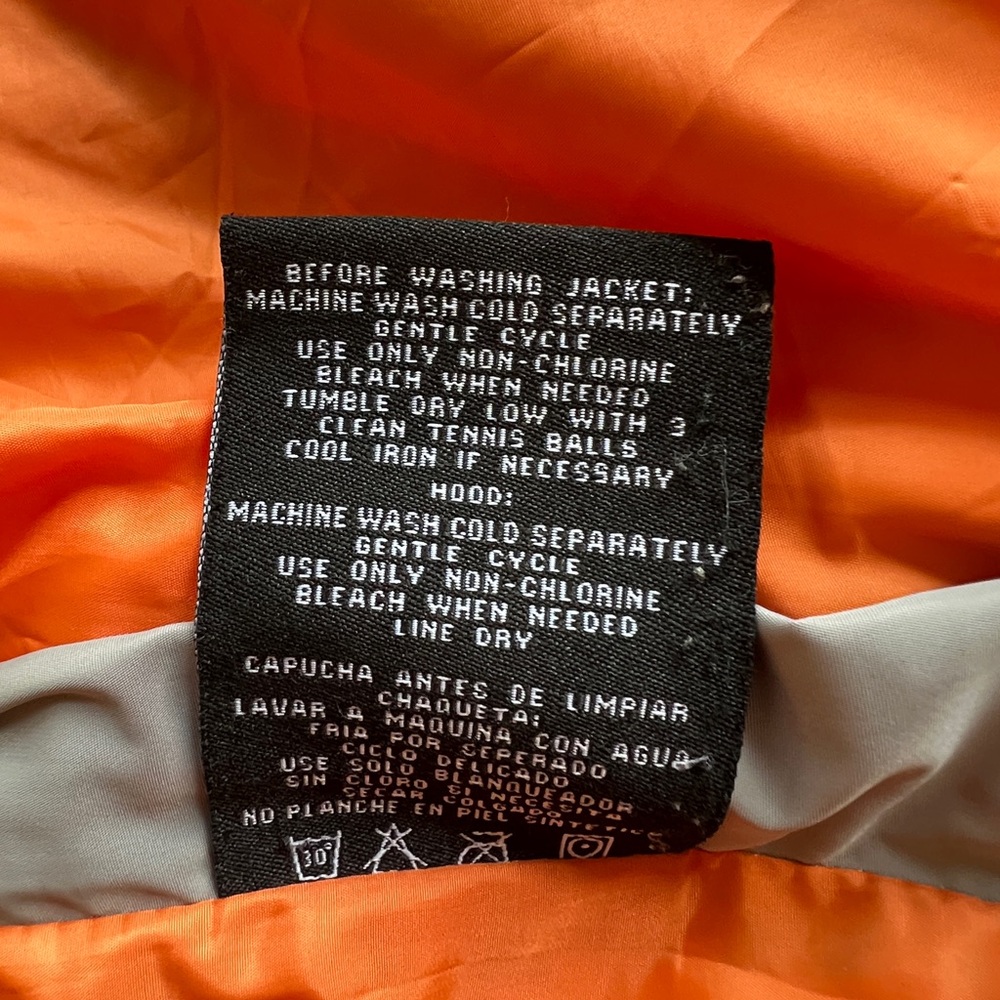 BEFORE WASHING JACKET:
MACHINE WASH COLD SEPARATELY
GENTLE CYCLE
USE ONLY NON-CHLORINE
BLEACH WHEN NEEDED
TUMBLE DRY LOW WITH 3
CLEAN TENNIS BALLS
COOL IRON IF NECESSARY
HOOD:
MACHINE WASH COLD SEPARATELY
GENTLE CYCLE
USE ONLY NON-CHLORINE
BLEACH WHEN NEEDED
LINE DRY
CAPUCHA ANTES DE LIMPIAR
CHAQUETA:
LAVAR A MAQUINA CON AGUA
FRIA POR SEPERADO
CICLO DELICADO
USE SOLO BLANQUEADOR
SIN CLORO SI NECESITA
SECAR COLGADO
NO PLANCHE EN PIEL
30°